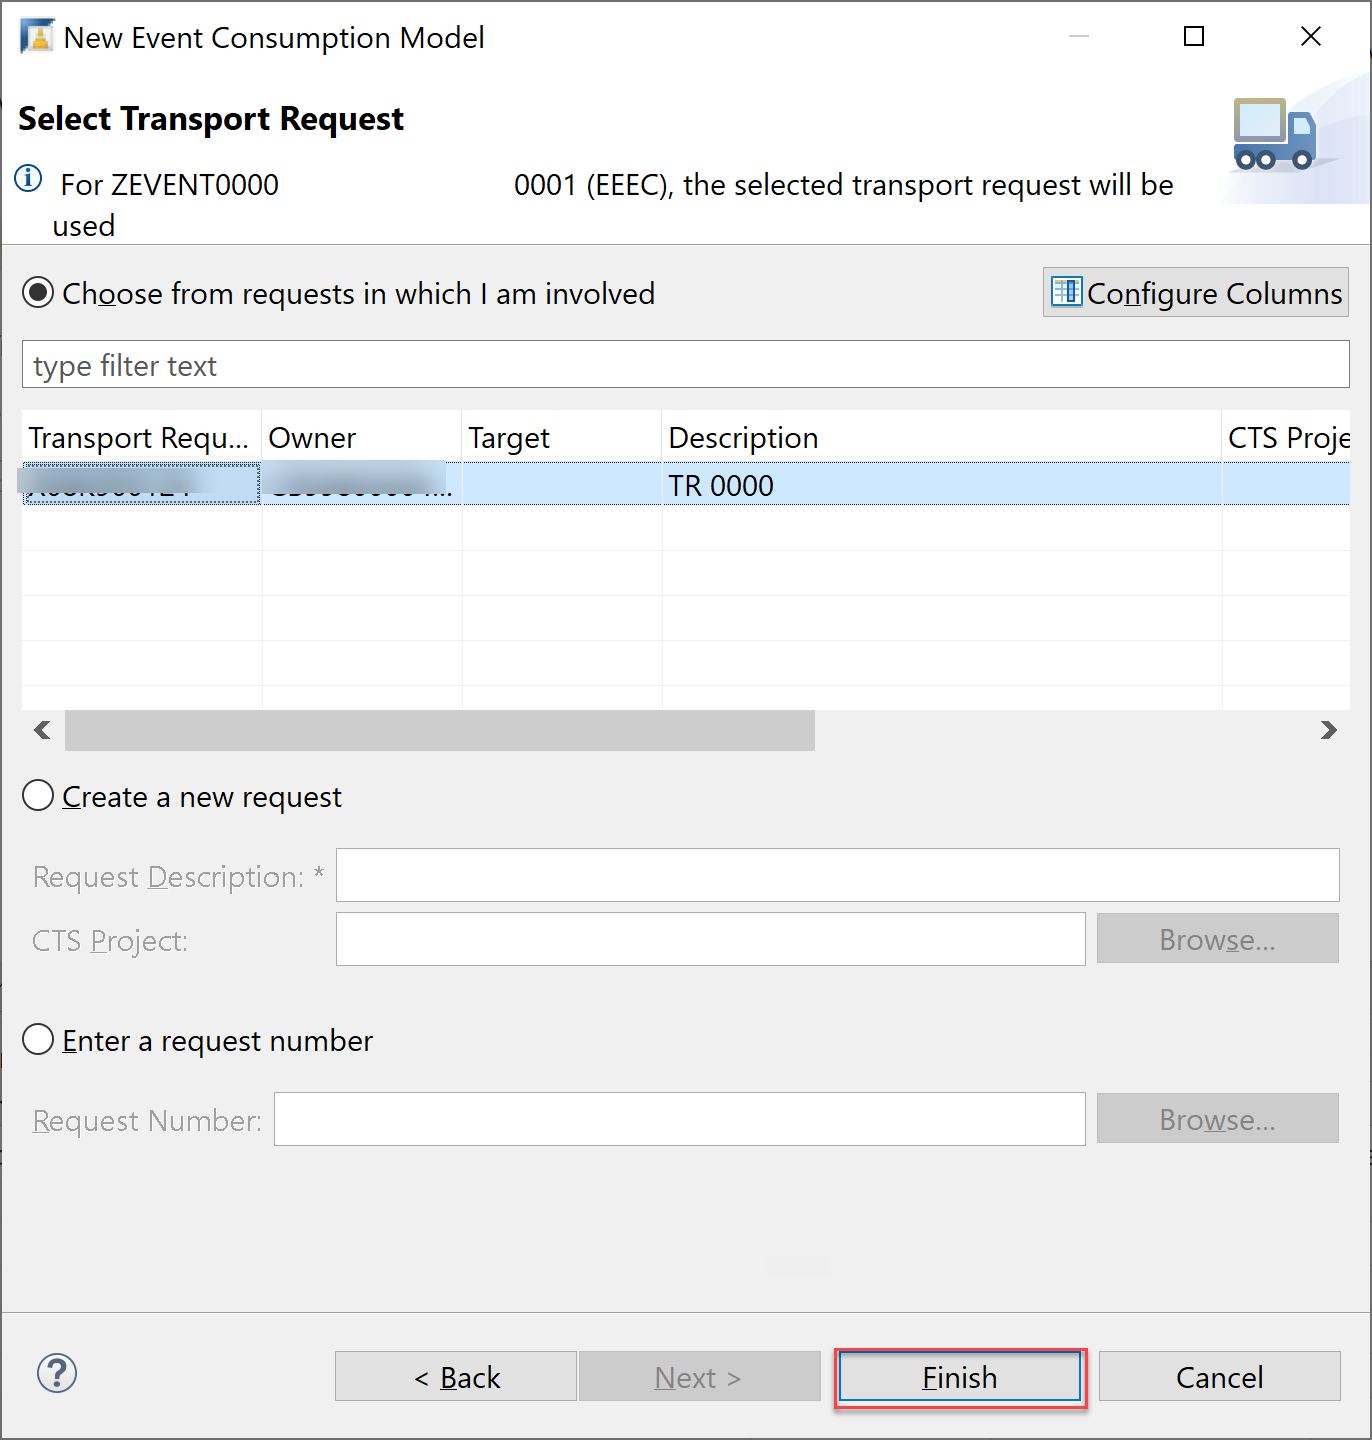 New Event Consumption Model
Select Transport Request
For ZEVENT0000 0001 (EEEC), the selected transport request will be
used
Choose from requests in which I am involved
Configure Columns
type filter text
Transport Requ... Owner Target Description CTS Proje
TR 0000
Create a new request
Request Description: *
CTS Project:
Browse...
Enter a request number
Request Number:
Browse...
< Back Next > Finish Cancel